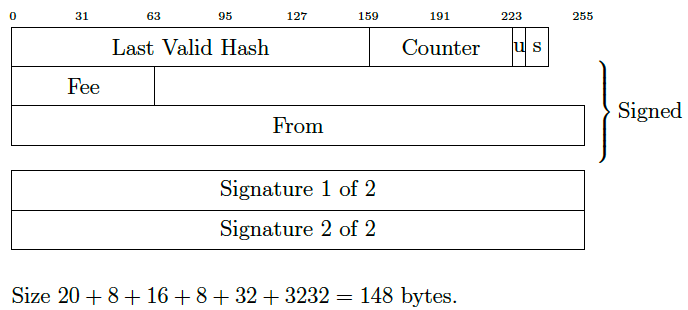 0 31 63 95 127 159 191 223 255
Last Valid Hash Counter u s
Fee
From
Signed
Signature 1 of 2
Signature 2 of 2
Size 20 + 8 + 16 + 8 + 32 + 3232 = 148 bytes.